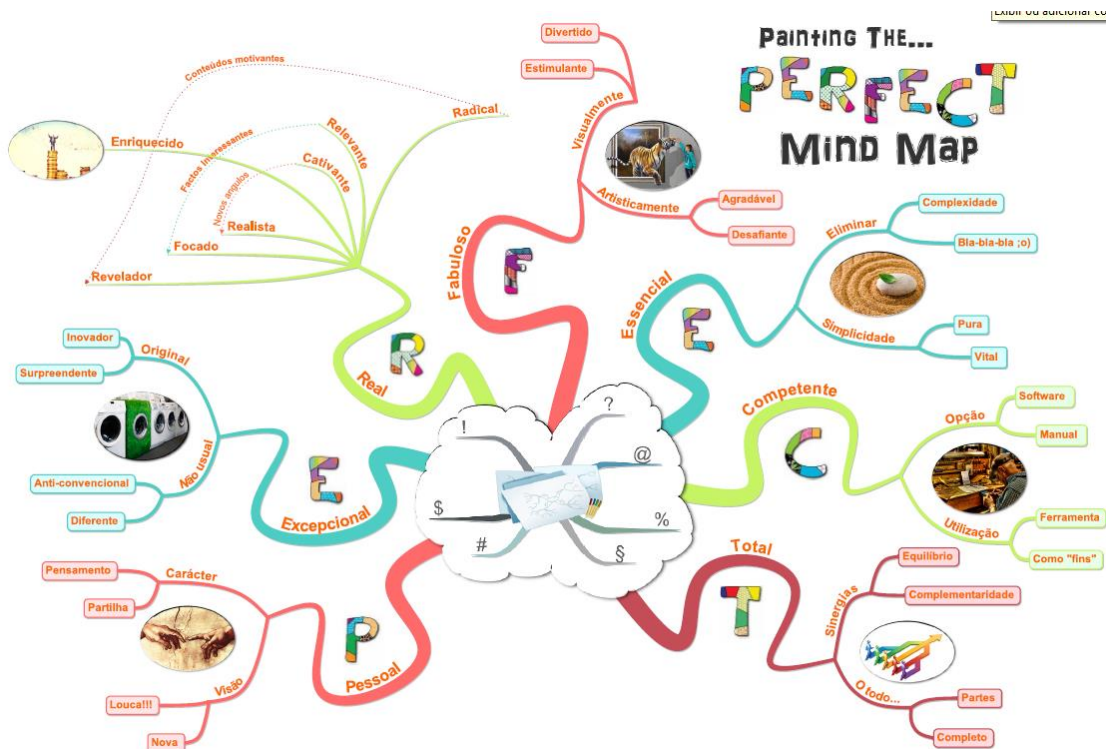 Exibir ou adicionar co
PAINTING THE...
PERFECT
MIND MAP
P
Pessoal
Carácter
Pensamento
Partilha
Visão
Louca!!!
Nova
E
Excepcional
Original
Inovador
Surpreendente
Não usual
Anti-convencional
Diferente
R
Real
Revelador
Focado
Realista
Enriquecido
Cativante
Relevante
Radical
Conteúdos motivantes
Factos Interessantes
Novos angulos
F
Fabuloso
Visualmente
Divertido
Estimulante
Artisticamente
Agradável
Desafiante
E
Essencial
Eliminar
Complexidade
Bla-bla-bla ;o)
Simplicidade
Pura
Vital
C
Competente
Opção
Software
Manual
Utilização
Ferramenta
Como "fins"
T
Total
Sinergias
Equilíbrio
Complementaridade
O todo...
Partes
Completo
!
?
@
$
%
#
§